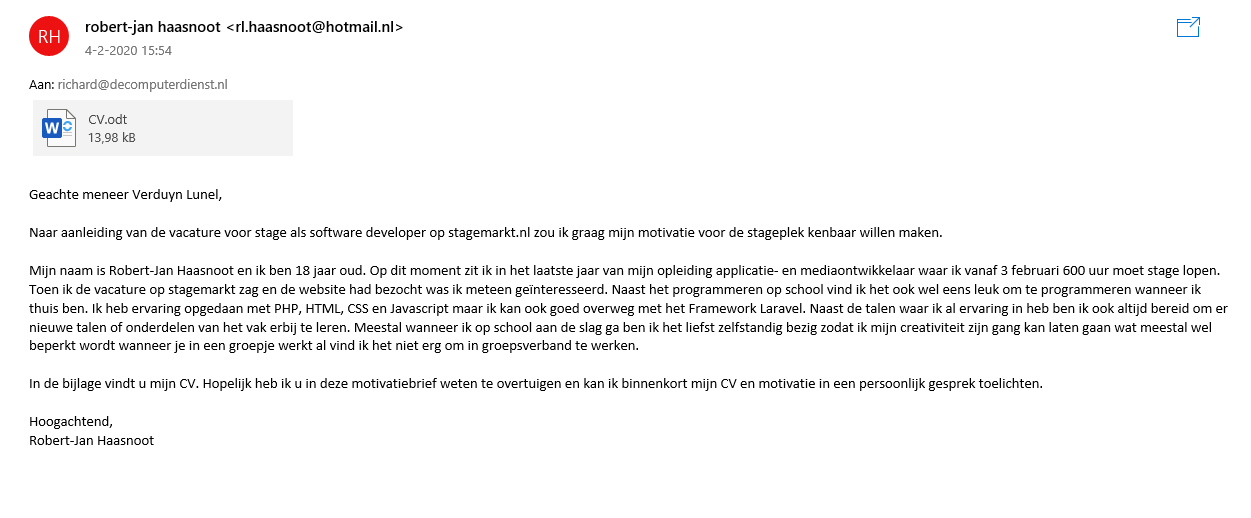 RH
robert-jan haasnoot <rl.haasnoot@hotmail.nl>
4-2-2020 15:54
Aan: richard@decomputerdienst.nl
W
CV.odt
13,98 kB
Geachte meneer Verduyn Lunel,
Naar aanleiding van de vacature voor stage als software developer op stagemarkt.nl zou ik graag mijn motivatie voor de stageplek kenbaar willen maken.
Mijn naam is Robert-Jan Haasnoot en ik ben 18 jaar oud. Op dit moment zit ik in het laatste jaar van mijn opleiding applicatie- en mediaontwikkelaar waar ik vanaf 3 februari 600 uur moet stage lopen.
Toen ik de vacature op stagemarkt zag en de website had bezocht was ik meteen geïnteresseerd. Naast het programmeren op school vind ik het ook wel eens leuk om te programmeren wanneer ik
thuis ben. Ik heb ervaring opgedaan met PHP, HTML, CSS en Javascript maar ik kan ook goed overweg met het Framework Laravel. Naast de talen waar ik al ervaring in heb ben ik ook altijd bereid om er
nieuwe talen of onderdelen van het vak erbij te leren. Meestal wanneer ik op school aan de slag ga ben ik het liefst zelfstandig bezig zodat ik mijn creativiteit zijn gang kan laten gaan wat meestal wel
beperkt wordt wanneer je in een groepje werkt al vind ik het niet erg om in groepsverband te werken.
In de bijlage vindt u mijn CV. Hopelijk heb ik u in deze motivatiebrief weten te overtuigen en kan ik binnenkort mijn CV en motivatie in een persoonlijk gesprek toelichten.
Hoogachtend,
Robert-Jan Haasnoot